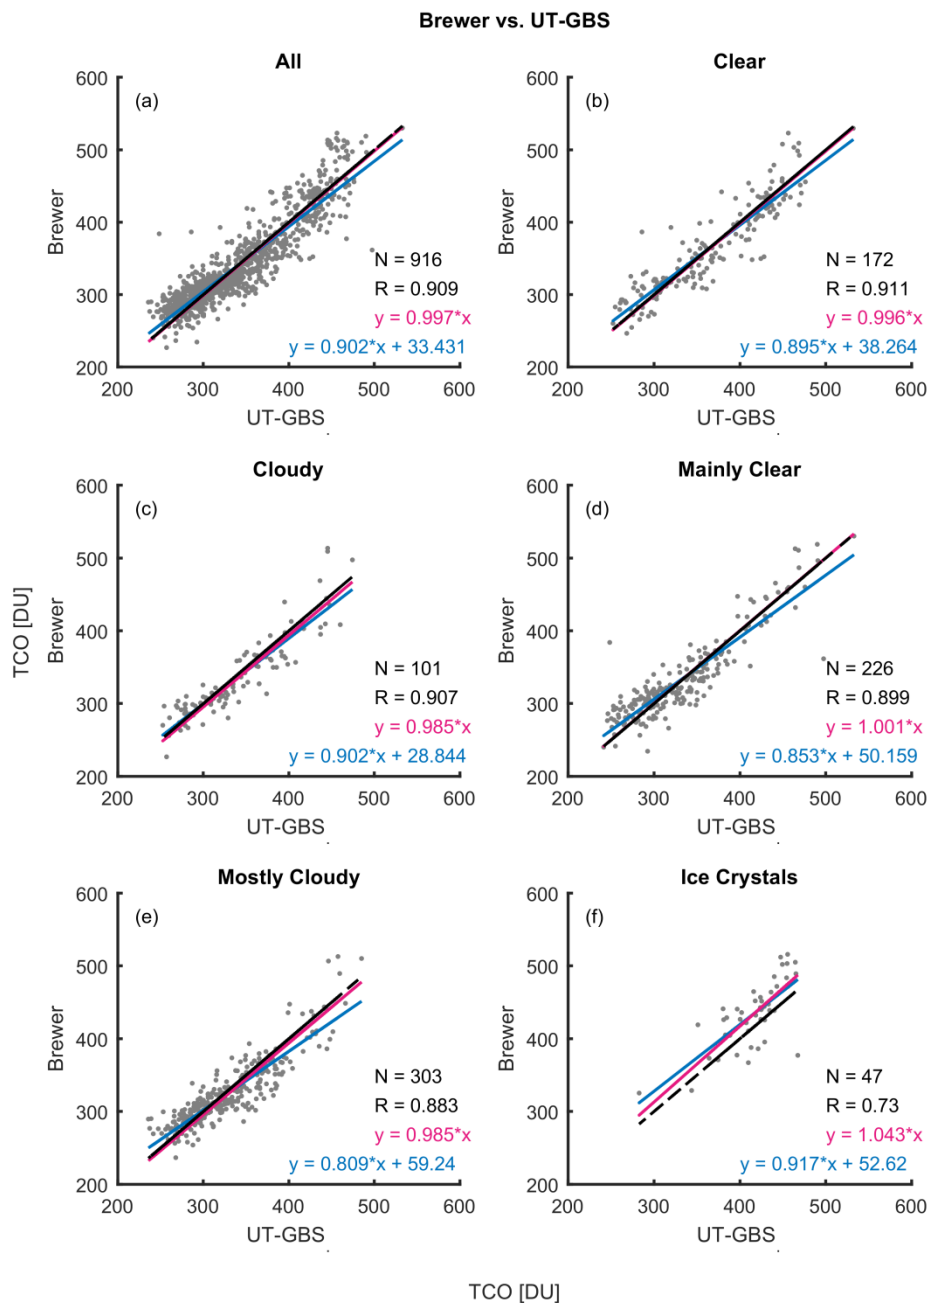 Brewer vs. UT-GBS
All
600
(a)
500
Brewer
400
N = 916
R = 0.909
300
y = 0.997*x
y = 0.902*x + 33.431
200
200 300 400 500 600
UT-GBS
Clear
600
(b)
500
Brewer
400
N = 172
R = 0.911
300
y = 0.996*x
y = 0.895*x + 38.264
200
200 300 400 500 600
UT-GBS
Cloudy
600
(c)
500
TCO [DU]
Brewer
400
N = 101
R = 0.907
300
y = 0.985*x
y = 0.902*x + 28.844
200
200 300 400 500 600
UT-GBS
Mainly Clear
600
(d)
500
Brewer
400
N = 226
R = 0.899
300
y = 1.001*x
y = 0.853*x + 50.159
200
200 300 400 500 600
UT-GBS
Mostly Cloudy
600
(e)
500
Brewer
400
N = 303
R = 0.883
300
y = 0.985*x
y = 0.809*x + 59.24
200
200 300 400 500 600
UT-GBS
Ice Crystals
600
(f)
500
Brewer
400
N = 47
R = 0.73
300
y = 1.043*x
y = 0.917*x + 52.62
200
200 300 400 500 600
UT-GBS
TCO [DU]